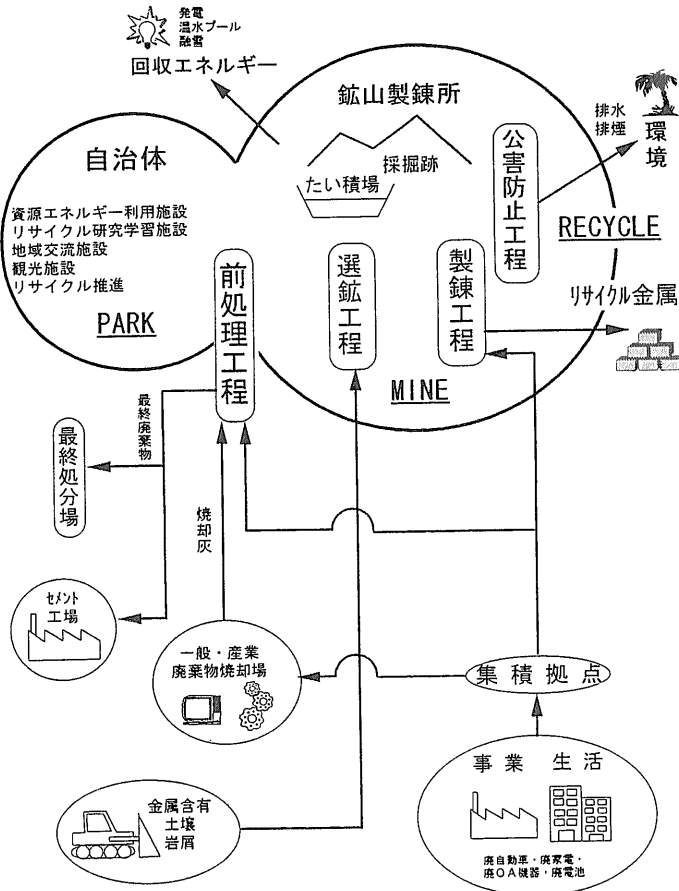 発電
温水プール
融雪
回収エネルギー
鉱山製錬所
採掘跡
たい積場
公害防止工程
排水
排煙
環境
RECYCLE
自治体
資源エネルギー利用施設
リサイクル研究学習施設
地域交流施設
観光施設
リサイクル推進
PARK
前処理工程
選鉱工程
製錬工程
リサイクル金属
MINE
最終廃棄物
最終処分場
焼却灰
セメント
工場
一般・産業
廃棄物焼却場
集積拠点
金属含有
土壌
岩屑
事業 生活
廃自動車・廃家電・
廃OA機器・廃電池